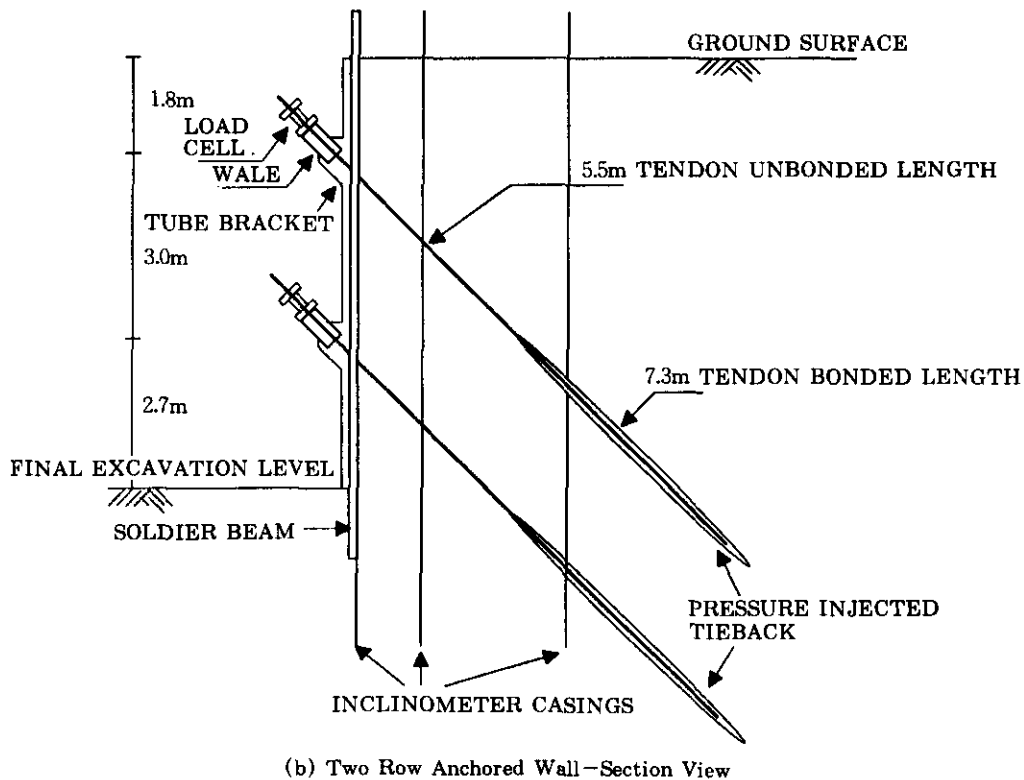 GROUND SURFACE
1.8m
LOAD
CELL
WALE
5.5m TENDON UNBONDED LENGTH
TUBE BRACKET
3.0m
7.3m TENDON BONDED LENGTH
2.7m
FINAL EXCAVATION LEVEL
SOLDIER BEAM
PRESSURE INJECTED
TIEBACK
INCLINOMETER CASINGS
(b) Two Row Anchored Wall-Section View